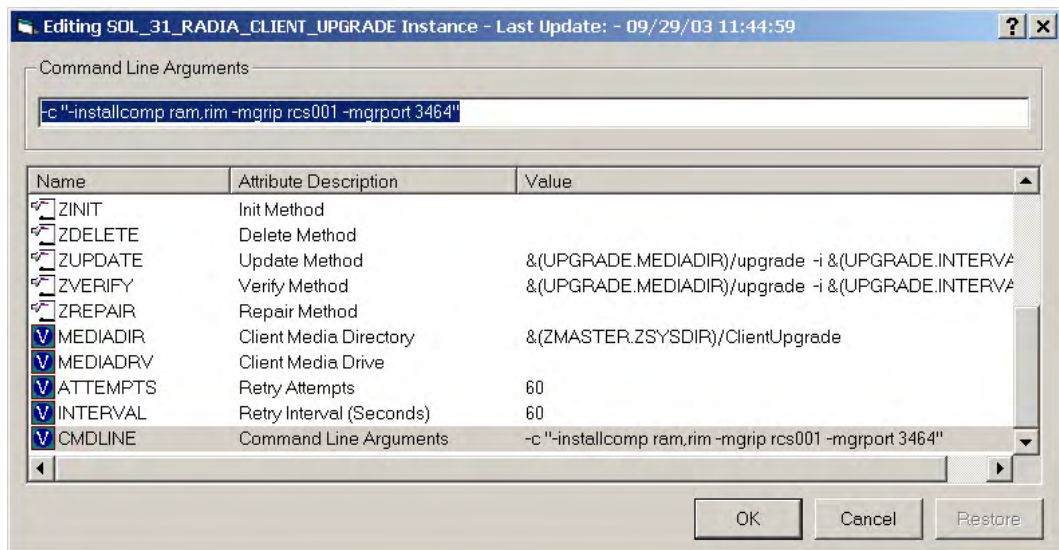 Editing SOL_31_RADIA_CLIENT_UPGRADE Instance - Last Update: - 09/29/03 11:44:59
Command Line Arguments
-c "-installcomp ram,rim -mgrip rcs001 -mgrport 3464"
Name Attribute Description Value
ZINIT Init Method
ZDELETE Delete Method
ZUPDATE Update Method &(UPGRADE.MEDIADIR)/upgrade -i &(UPGRADE.INTERVA
ZVERIFY Verify Method &(UPGRADE.MEDIADIR)/upgrade -i &(UPGRADE.INTERVA
ZREPAIR Repair Method
V MEDIADIR Client Media Directory &(ZMASTER.ZSYSDIR)/ClientUpgrade
V MEDIADRV Client Media Drive
V ATTEMPTS Retry Attempts 60
V INTERVAL Retry Interval (Seconds) 60
V CMDLINE Command Line Arguments -c "-installcomp ram,rim -mgrip rcs001 -mgrport 3464"
OK Cancel Restore